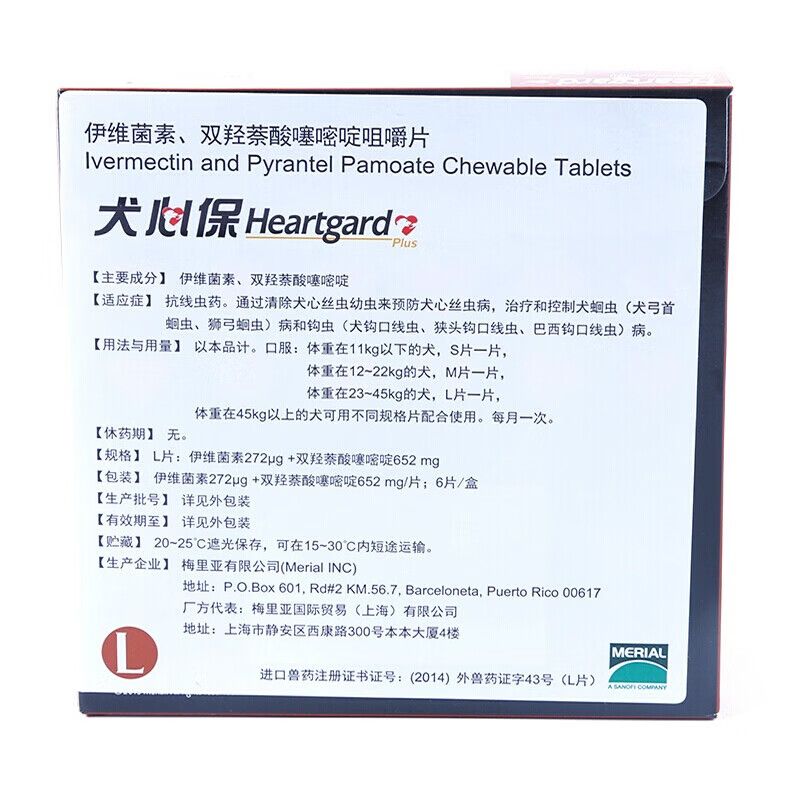 伊维菌素、双羟萘酸噻嘧啶咀嚼片
Ivermectin and Pyrantel Pamoate Chewable Tablets
犬心保 Heartgard
Plus
【主要成分】 伊维菌素、双羟萘酸噻嘧啶
【适应症】 抗线虫药。通过清除犬心丝虫幼虫来预防犬心丝虫病，治疗和控制犬蛔虫（犬弓首
蛔虫、狮弓蛔虫）病和钩虫（犬钩口线虫、狭头钩口线虫、巴西钩口线虫）病。
【用法与用量】 以本品计。口服：体重在11kg以下的犬，S片一片，
体重在12~22kg的犬，M片一片，
体重在23~45kg的犬，L片一片，
体重在45kg以上的犬可用不同规格片配合使用。每月一次。
【休药期】 无。
【规格】 L片：伊维菌素272μg +双羟萘酸噻嘧啶652 mg
【包装】 伊维菌素272μg +双羟萘酸噻嘧啶652 mg/片；6片/盒
【生产批号】 详见外包装
【有效期至】 详见外包装
【贮藏】 20~25℃遮光保存，可在15~30℃内短途运输。
【生产企业】 梅里亚有限公司(Merial INC)
地址：P.O.Box 601, Rd#2 KM.56.7, Barceloneta, Puerto Rico 00617
厂方代表：梅里亚国际贸易（上海）有限公司
地址：上海市静安区西康路300号本本大厦4楼
L
MERIAL
A SANOFI COMPANY
进口兽药注册证书证号：(2014) 外兽药证字43号（L片）